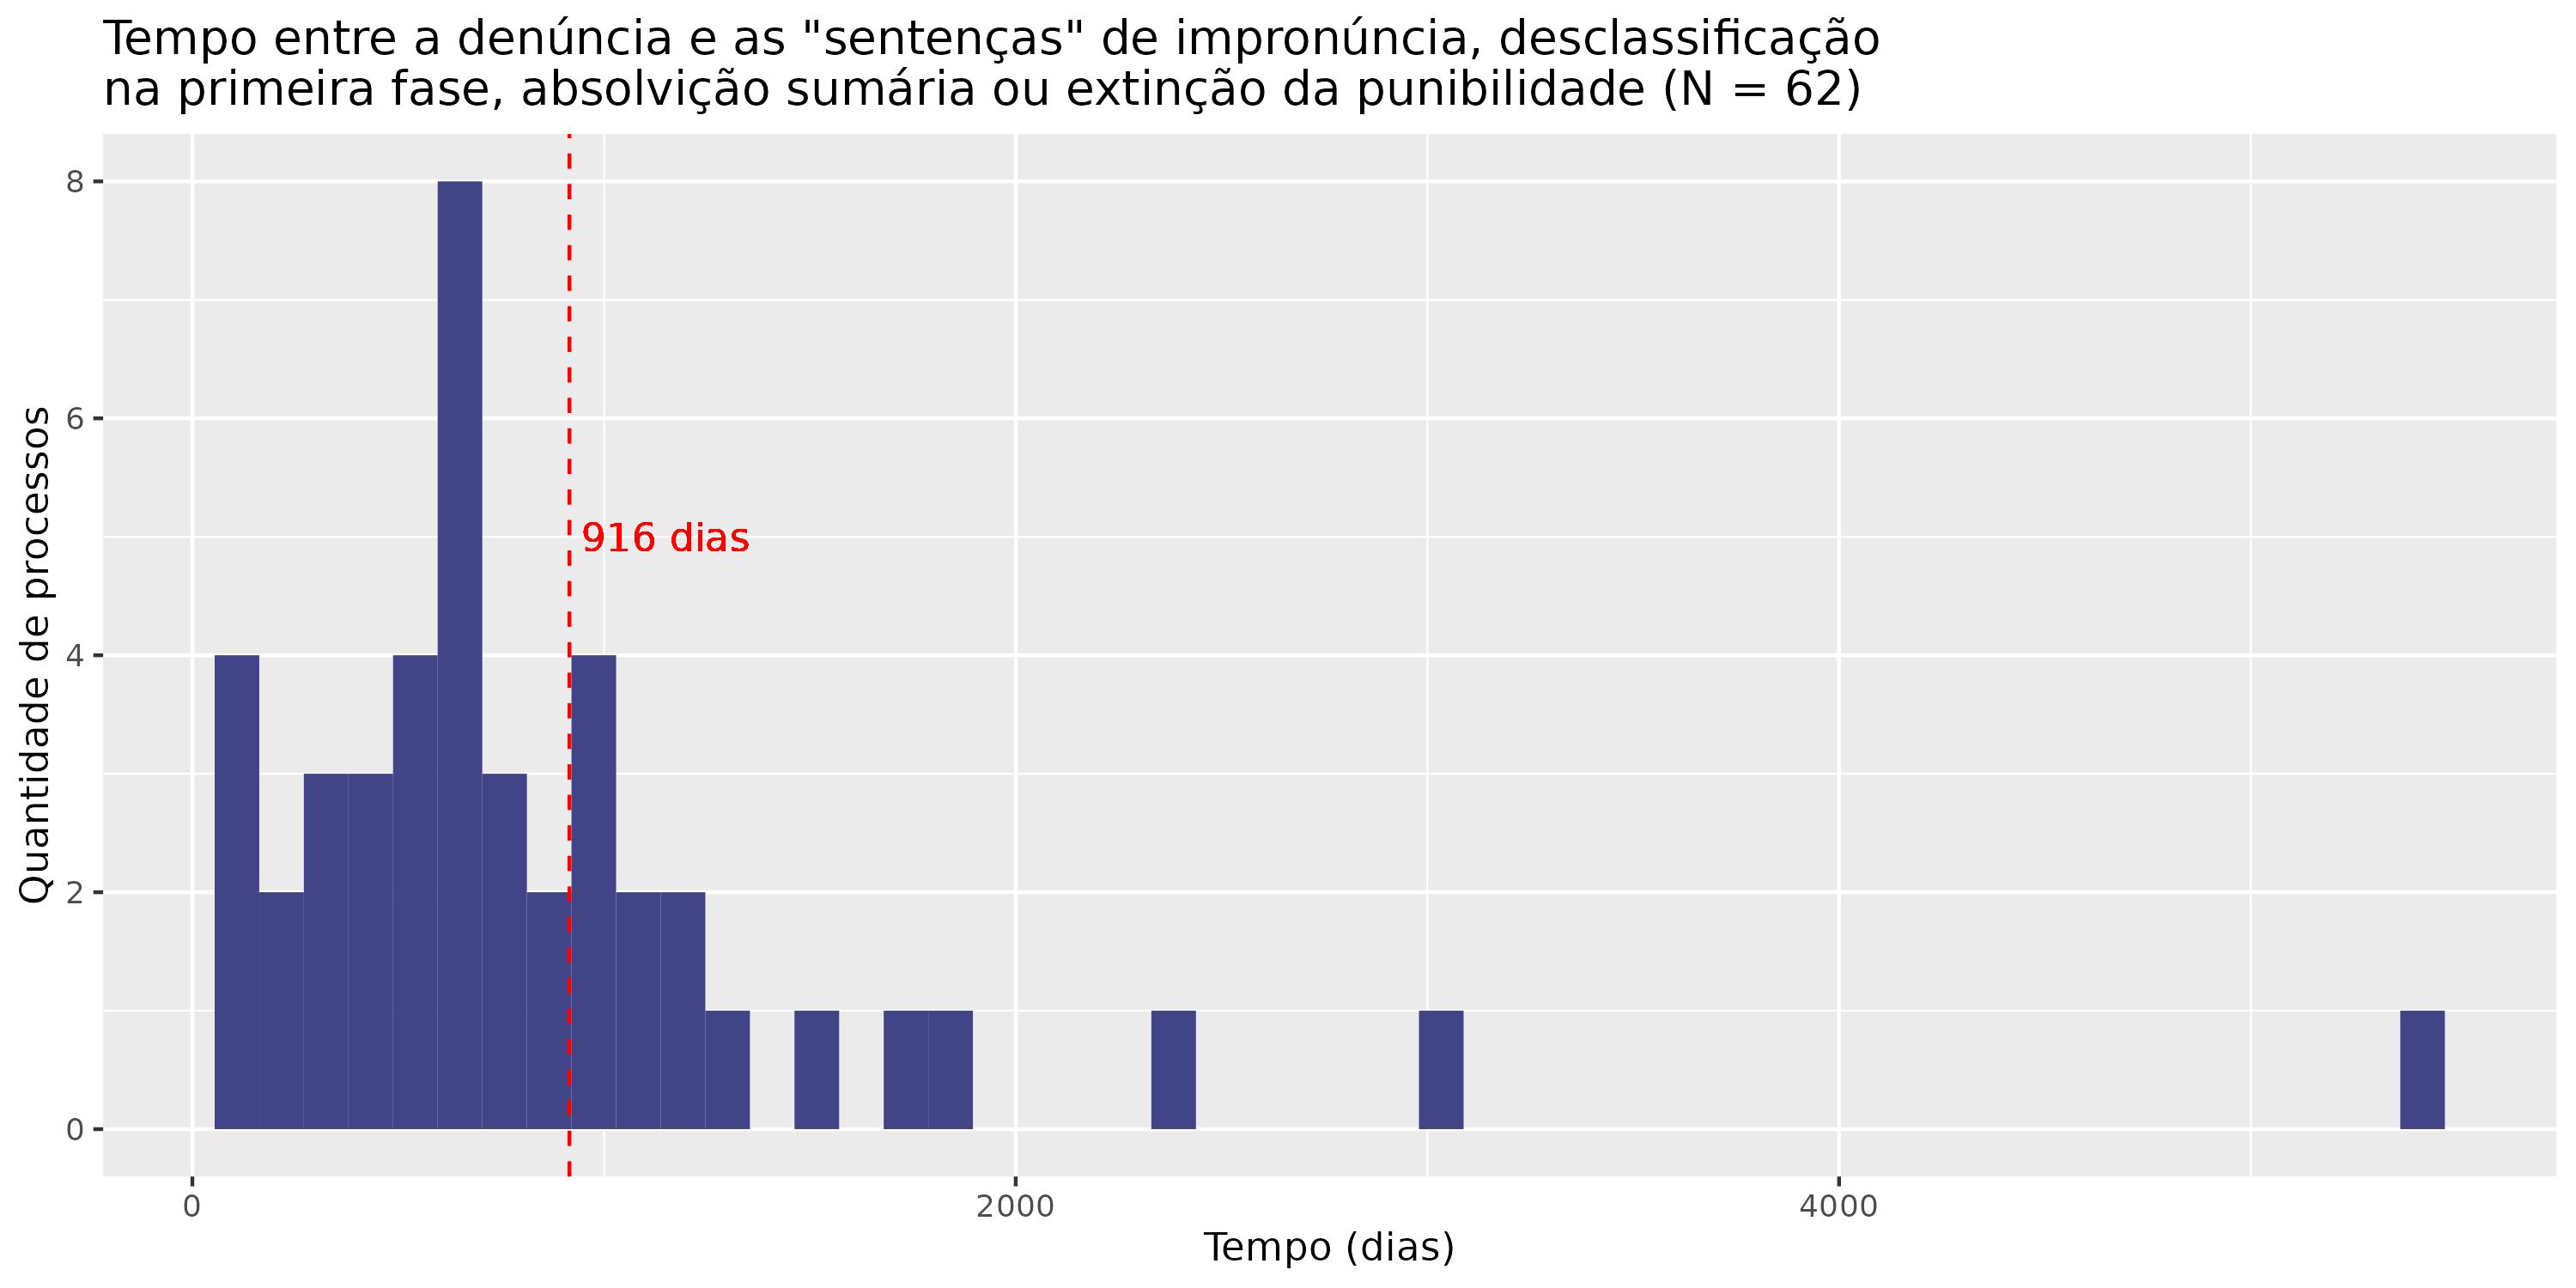 Tempo entre a denúncia e as "sentenças" de impronúncia, desclassificação
na primeira fase, absolvição sumária ou extinção da punibilidade (N = 62)
Quantidade de processos
8
6
4
2
0
916 dias
0
2000
4000
Tempo (dias)